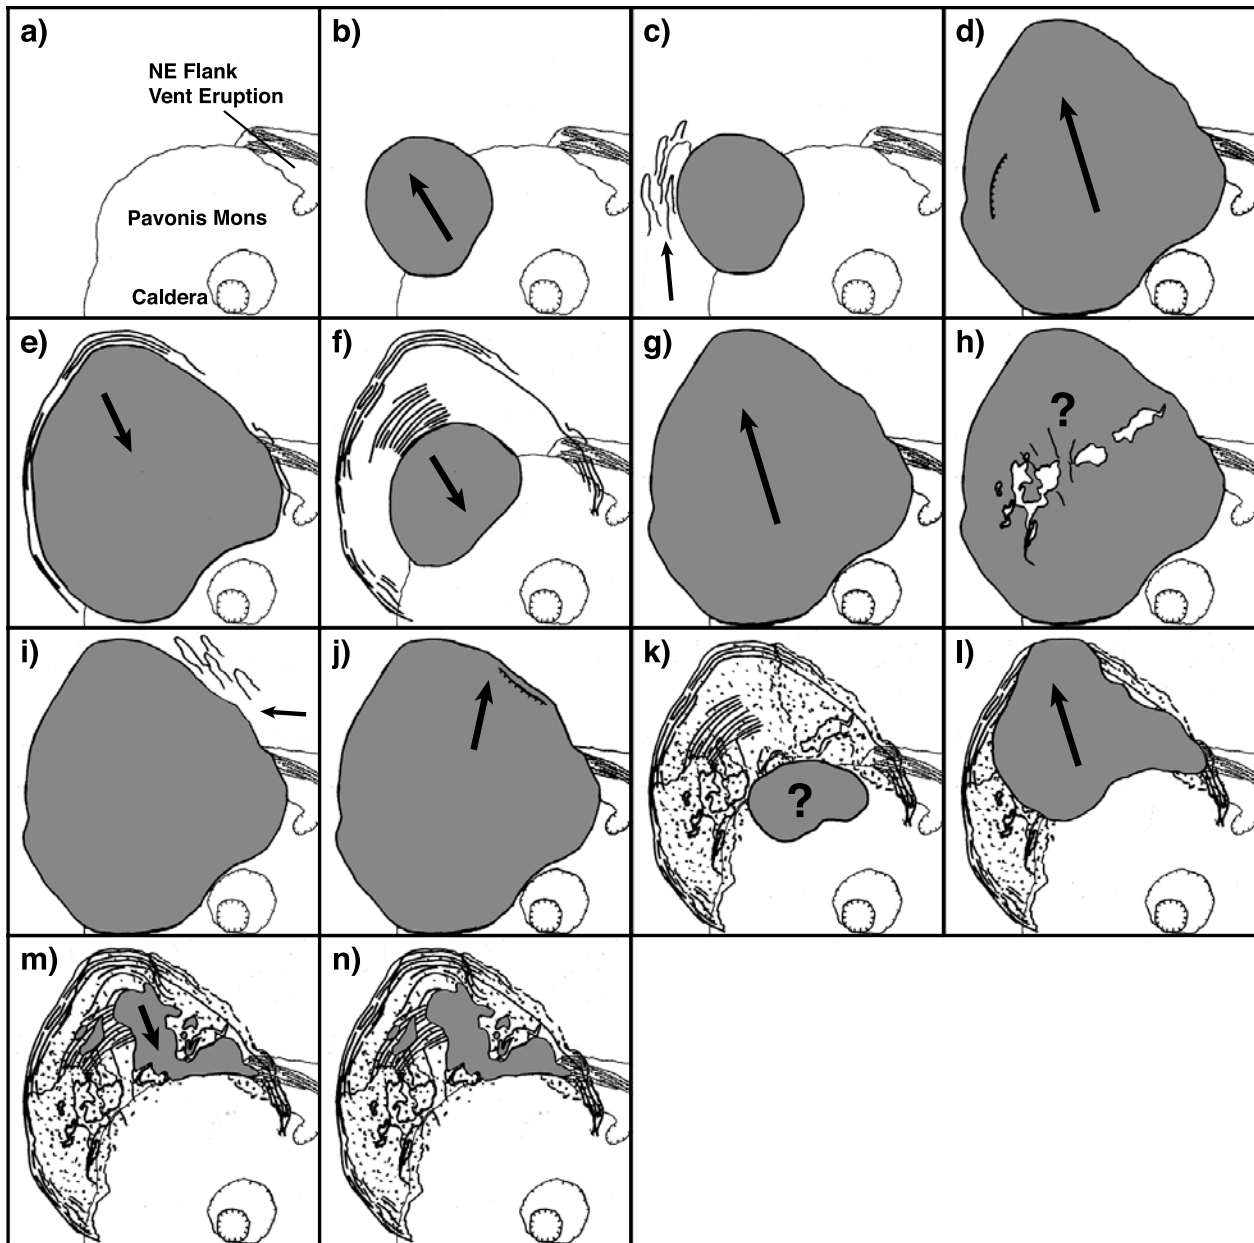 a)
NE Flank
Vent Eruption
Pavonis Mons
Caldera
b)
c)
d)
e)
f)
g)
h)
?
i)
j)
k)
?
l)
m)
n)